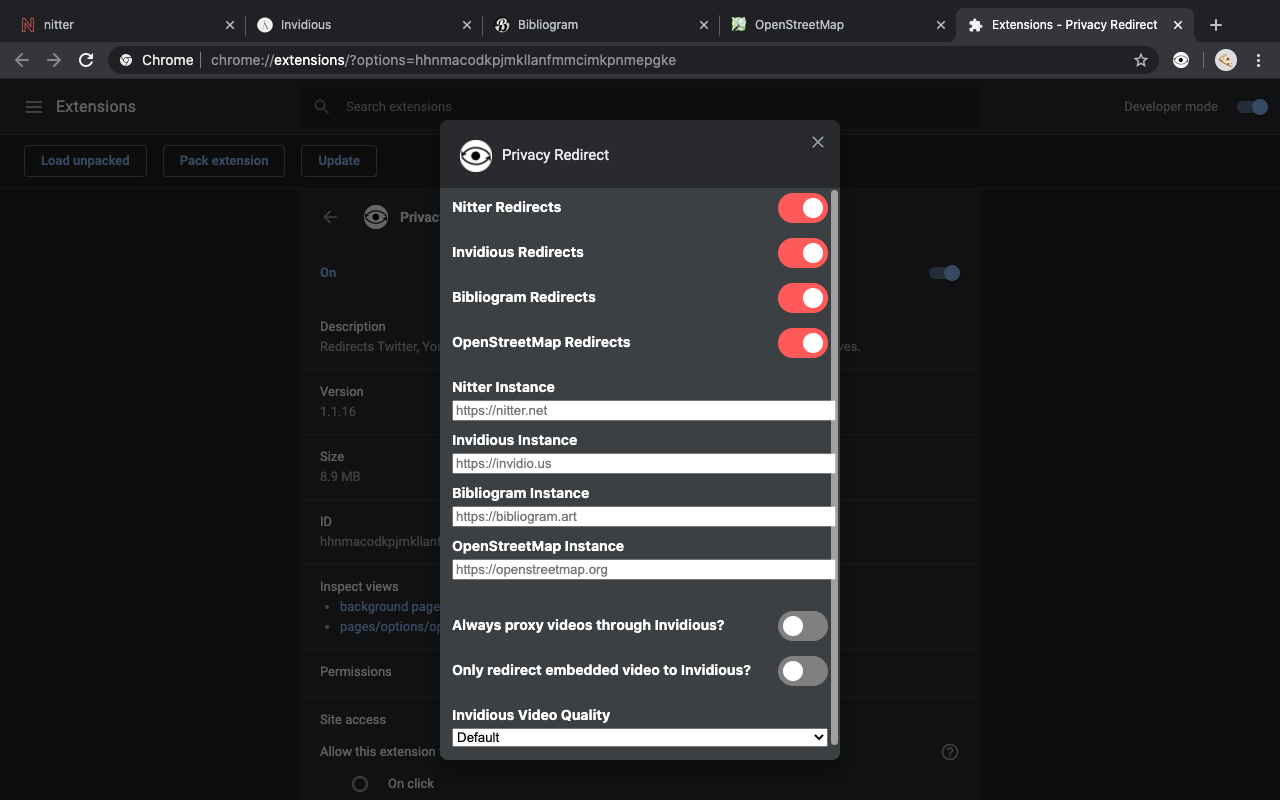 nitter
Invidious
Bibliogram
OpenStreetMap
Extensions - Privacy Redirect
Chrome
chrome://extensions/?options=hhnmacodkpjmkllanfmmcimkpnmepgke
Extensions
Search extensions
Developer mode
Load unpacked
Pack extension
Update
Privacy Redirect
Privac
On
Description
Redirects Twitter, You
ves.
Version
1.1.16
Size
8.9 MB
ID
hhnmacodkpjmkllanf
Inspect views
background page
pages/options/op
Permissions
Site access
Allow this extension
On click
Nitter Redirects
Invidious Redirects
Bibliogram Redirects
OpenStreetMap Redirects
Nitter Instance
https://nitter.net
Invidious Instance
https://invidio.us
Bibliogram Instance
https://bibliogram.art
OpenStreetMap Instance
https://openstreetmap.org
Always proxy videos through Invidious?
Only redirect embedded video to Invidious?
Invidious Video Quality
Default